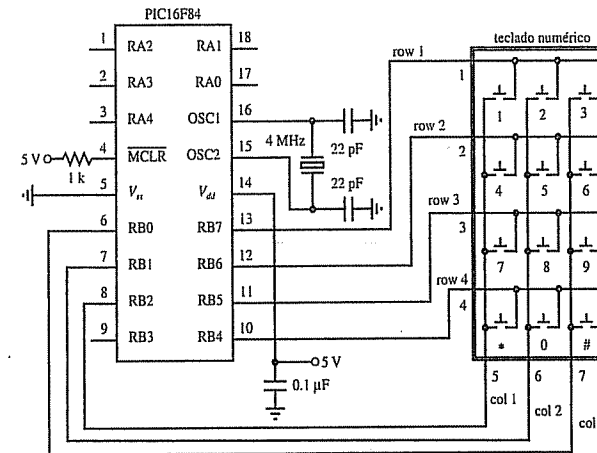 PIC16F84
teclado numérico
1 RA2 RA1 18
2 RA3 RA0 17
3 RA4 OSC1 16
4 MCLR OSC2 15
5 Vss Vdd 14
6 RB0 RB7 13
7 RB1 RB6 12
8 RB2 RB5 11
9 RB3 RB4 10
5 V
1 k
4 MHz
22 pF
22 pF
5 V
0.1 µF
row 1
1
row 2
2
row 3
3
row 4
4
1 2 3
4 5 6
7 8 9
* 0 #
5 6 7
col 1
col 2
col